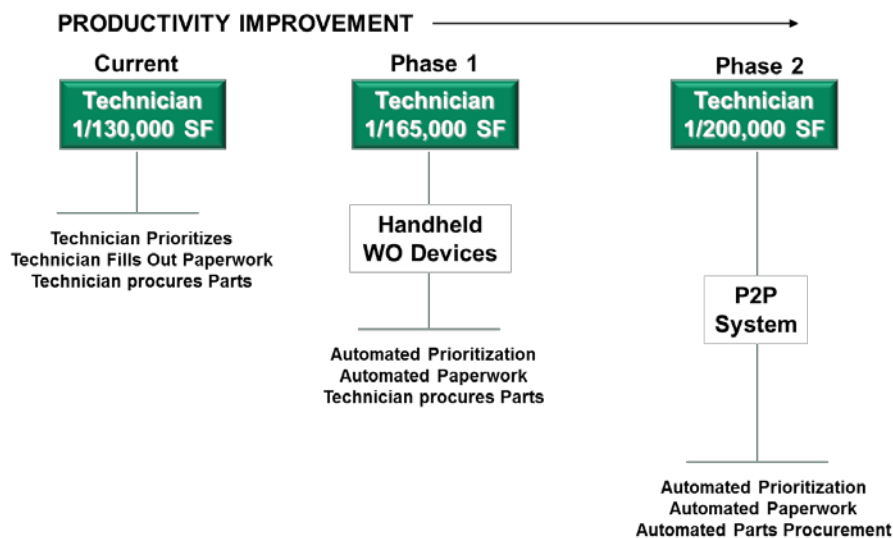 PRODUCTIVITY IMPROVEMENT
Current
Technician
1/130,000 SF
Technician Prioritizes
Technician Fills Out Paperwork
Technician procures Parts
Phase 1
Technician
1/165,000 SF
Handheld
WO Devices
Automated Prioritization
Automated Paperwork
Technician procures Parts
Phase 2
Technician
1/200,000 SF
P2P
System
Automated Prioritization
Automated Paperwork
Automated Parts Procurement